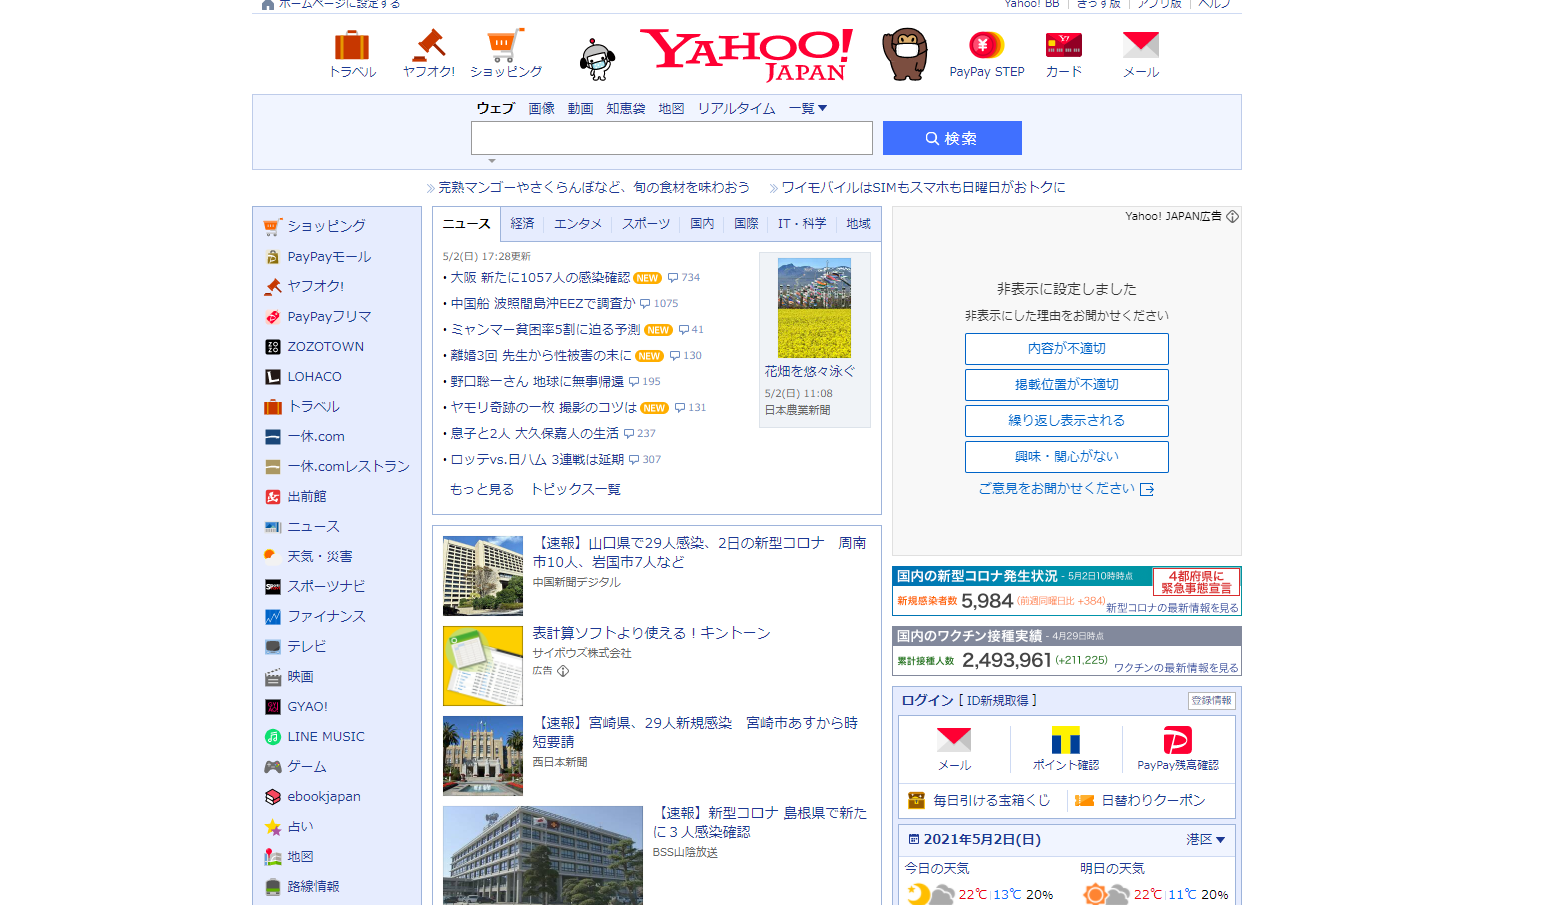 ホームページに設定する
Yahoo! BB きっず版 アプリ版 ヘルプ
トラベル ヤフオク! ショッピング
YAHOO! JAPAN
PayPay STEP カード メール
ウェブ 画像 動画 知恵袋 地図 リアルタイム 一覧▼
検索
完熟マンゴーやさくらんぼなど、旬の食材を味わおう
ワイモバイルはSIMもスマホも日曜日がおトクに
ショッピング
PayPayモール
ヤフオク!
PayPayフリマ
ZOZOTOWN
LOHACO
トラベル
一休.com
一休.comレストラン
出前館
ニュース
天気・災害
スポーツナビ
ファイナンス
テレビ
映画
GYAO!
LINE MUSIC
ゲーム
ebookjapan
占い
地図
路線情報
ニュース 経済 エンタメ スポーツ 国内 国際 IT・科学 地域
5/2(日) 17:28更新
・大阪 新たに1057人の感染確認 NEW 734
・中国船 波照間島沖EEZで調査か 1075
・ミャンマー貧困率5割に迫る予測 NEW 41
・離婚3回 先生から性被害の末に NEW 130
・野口聡一さん 地球に無事帰還 195
・ヤモリ奇跡の一枚 撮影のコツは NEW 131
・息子と2人 大久保嘉人の生活 237
・ロッテvs.日ハム 3連戦は延期 307
もっと見る トピックス一覧
花畑を悠々泳ぐ
5/2(日) 11:08
日本農業新聞
【速報】山口県で29人感染、2日の新型コロナ　周南
市10人、岩国市7人など
中国新聞デジタル
表計算ソフトより使える！キントーン
サイボウズ株式会社
広告
【速報】宮崎県、29人新規感染　宮崎市あすから時
短要請
西日本新聞
【速報】新型コロナ 島根県で新た
に３人感染確認
BSS山陰放送
Yahoo! JAPAN広告
非表示に設定しました
非表示にした理由をお聞かせください
内容が不適切
掲載位置が不適切
繰り返し表示される
興味・関心がない
ご意見をお聞かせください
国内の新型コロナ発生状況 - 5月2日10時時点
4都府県に
緊急事態宣言
新規感染者数 5,984 (前週同曜日比 +384)
新型コロナの最新情報を見る
国内のワクチン接種実績 - 4月29日時点
累計接種人数 2,493,961 (+211,225)
ワクチンの最新情報を見る
ログイン [ ID新規取得 ] 登録情報
メール ポイント確認 PayPay残高確認
毎日引ける宝箱くじ 日替わりクーポン
2021年5月2日(日) 港区▼
今日の天気 明日の天気
22℃ 13℃ 20% 22℃ 11℃ 20%